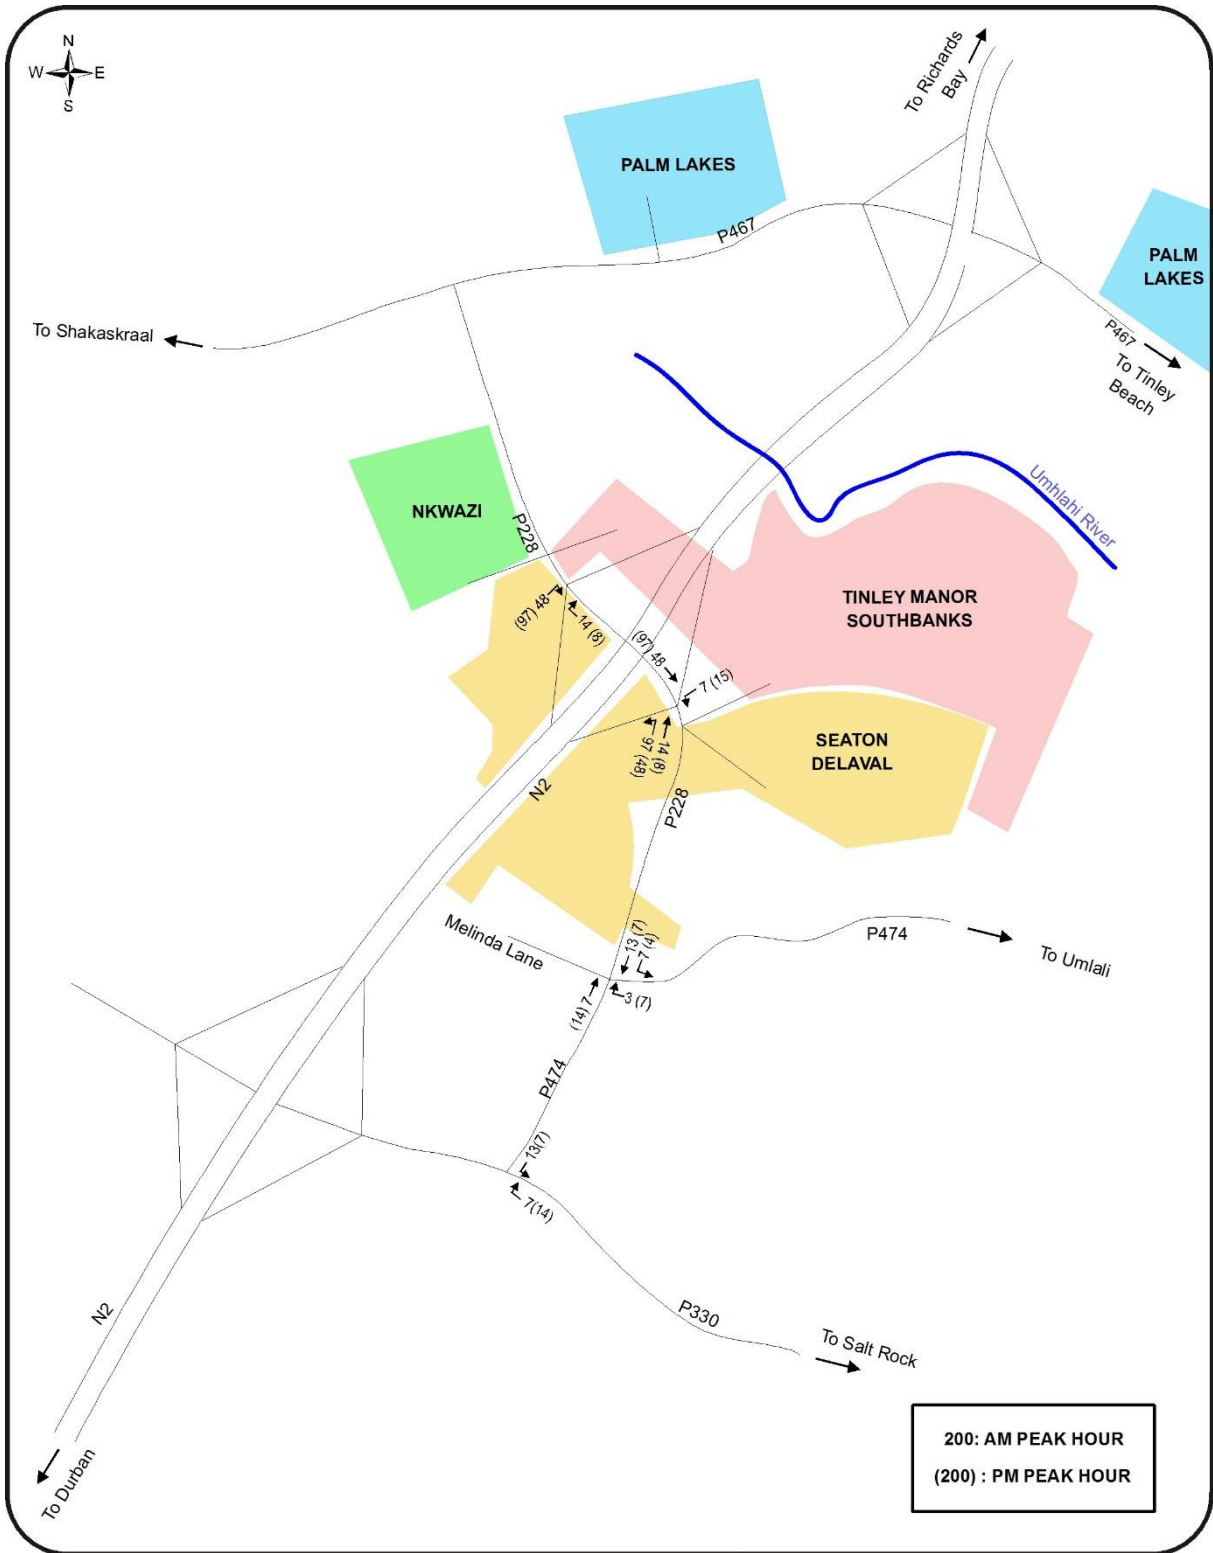 N
W E
S
To Richards
Bay
PALM LAKES
P467
PALM
LAKES
To Shakaskraal
P467
To Tinley
Beach
Umhlahi River
NKWAZI
P228
TINLEY MANOR
SOUTHBANKS
(97) 48
14 (8)
(97) 48
7 (15)
SEATON
DELAVAL
14 (8)
97 (48)
N2
P228
Melinda Lane
13 (7)
7 (4)
P474
To Umlali
3 (7)
(14) 7
P474
13(7)
7(14)
N2
P330
To Salt Rock
To Durban
200: AM PEAK HOUR
(200) : PM PEAK HOUR